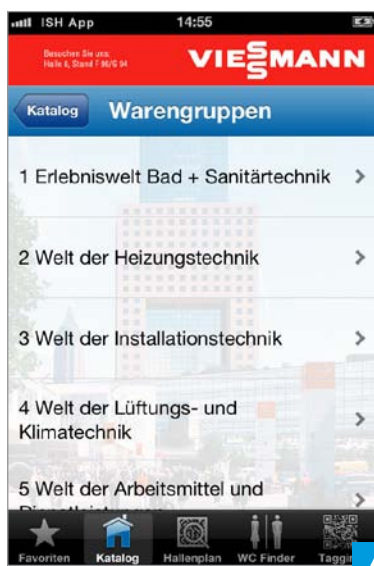 ISH App 14:55
Besuchen Sie uns:
Halle 8, Stand F 96/G 94
VIESSMANN
Katalog Warengruppen
1 Erlebniswelt Bad + Sanitärtechnik
2 Welt der Heizungstechnik
3 Welt der Installationstechnik
4 Welt der Lüftungs- und
Klimatechnik
5 Welt der Arbeitsmittel und
Favoriten Katalog Hallenplan WC Finder